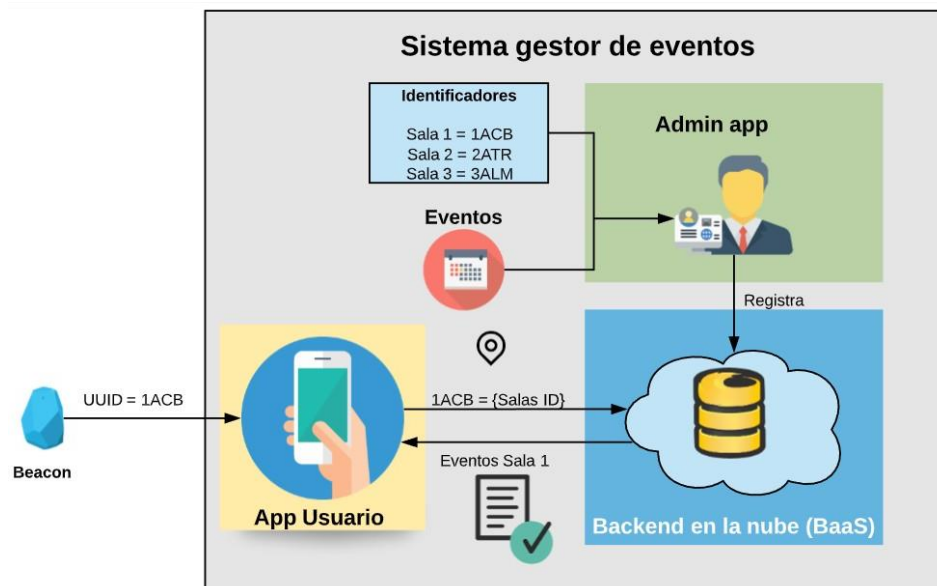 Sistema gestor de eventos
Identificadores
Sala 1 = 1ACB
Sala 2 = 2ATR
Sala 3 = 3ALM
Admin app
Eventos
Registra
UUID = 1ACB
1ACB = {Salas ID}
Beacon
Eventos Sala 1
App Usuario
Backend en la nube (BaaS)